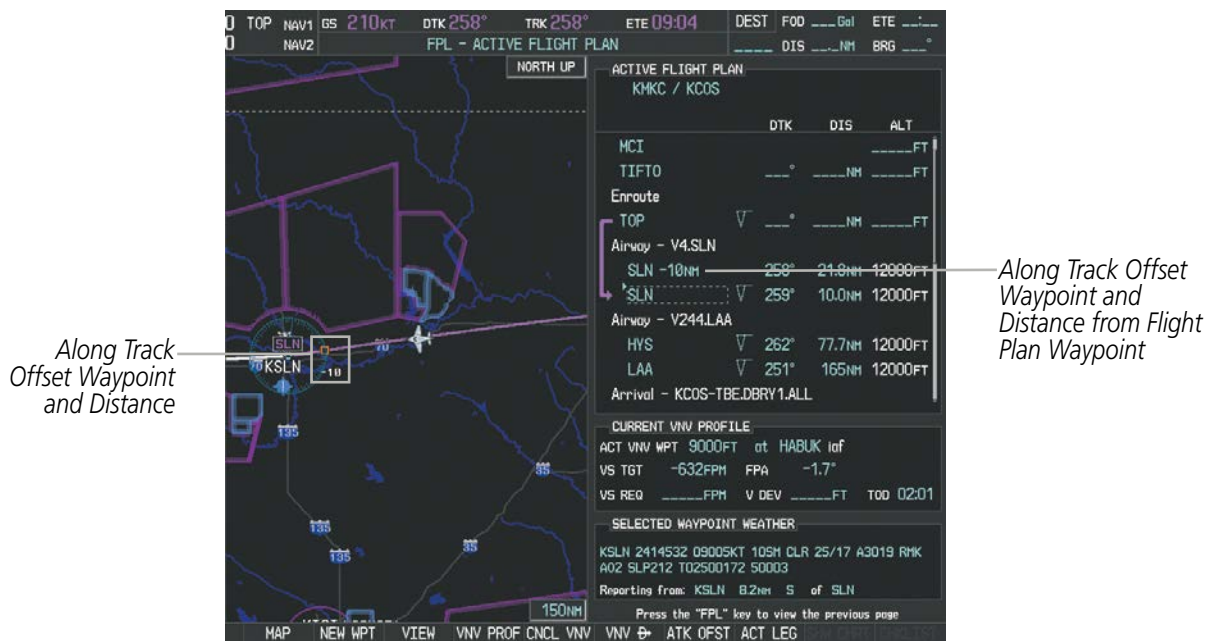 0 TOP NAV1 GS 210KT DTK 258° TRK 258° ETE 09:04 DEST FOD ___Gal ETE __:__
0 NAV2 FPL – ACTIVE FLIGHT PLAN ____ DIS __._NM BRG ___°
NORTH UP
ACTIVE FLIGHT PLAN
KMKC / KCOS
DTK DIS ALT
MCI _____FT
TIFTO ___° ____NM _____FT
Enroute
TOP ___° ____NM _____FT
Airway – V4.SLN
SLN -10NM 258° 21.8NM 12000FT
SLN 259° 10.0NM 12000FT
Airway – V244.LAA
HYS 262° 77.7NM 12000FT
LAA 251° 165NM 12000FT
Arrival – KCOS-TBE.DBRY1.ALL
CURRENT VNV PROFILE
ACT VNV WPT 9000FT at HABUK iaf
VS TGT -632FPM FPA -1.7°
VS REQ _____FPM V DEV _____FT TOD 02:01
SELECTED WAYPOINT WEATHER
KSLN 241453Z 09005KT 10SM CLR 25/17 A3019 RMK
AO2 SLP212 T02500172 50003
Reporting from: KSLN 8.2NM S of SLN
Press the "FPL" key to view the previous page
SLN
KSLN
70
70
-10
135
35
135
135
35
150NM
MAP NEW WPT VIEW VNV PROF CNCL VNV VNV ATK OFST ACT LEG
Along Track
Offset Waypoint
and Distance
Along Track Offset
Waypoint and
Distance from Flight
Plan Waypoint